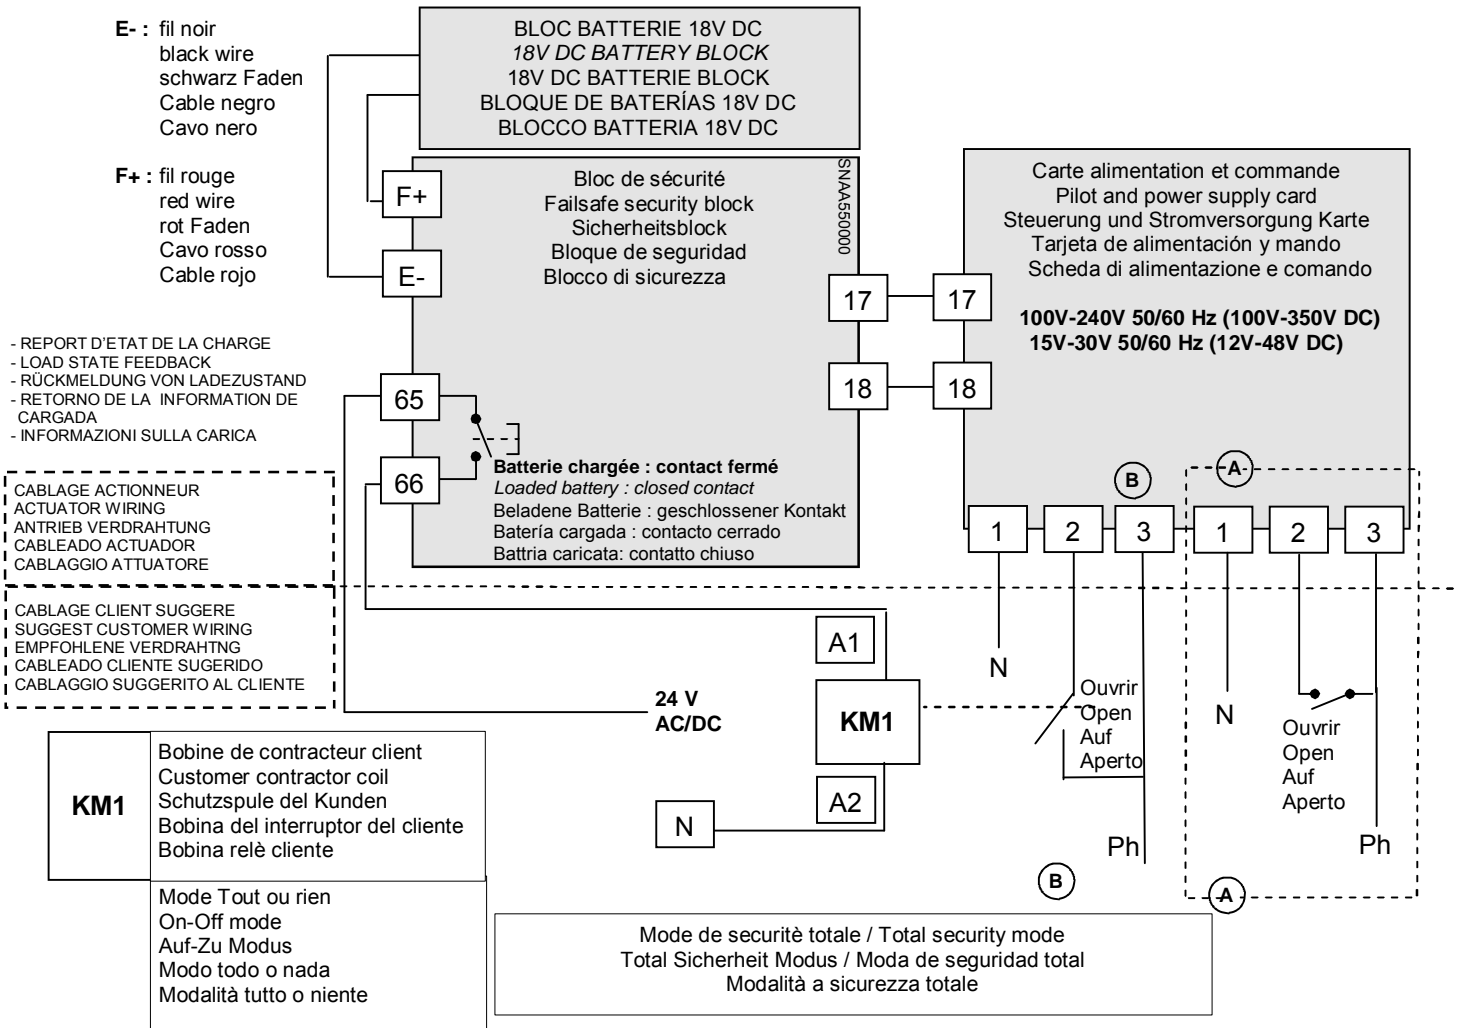 E- : fil noir
black wire
schwarz Faden
Cable negro
Cavo nero
F+ : fil rouge
red wire
rot Faden
Cavo rosso
Cable rojo
BLOC BATTERIE 18V DC
18V DC BATTERY BLOCK
18V DC BATTERIE BLOCK
BLOQUE DE BATERÍAS 18V DC
BLOCCO BATTERIA 18V DC
F+
E-
Bloc de sécurité
Failsafe security block
Sicherheitsblock
Bloque de seguridad
Blocco di sicurezza
SNAA550000
17
18
17
18
Carte alimentation et commande
Pilot and power supply card
Steuerung und Stromversorgung Karte
Tarjeta de alimentación y mando
Scheda di alimentazione e comando
100V-240V 50/60 Hz (100V-350V DC)
15V-30V 50/60 Hz (12V-48V DC)
- REPORT D'ETAT DE LA CHARGE
- LOAD STATE FEEDBACK
- RÜCKMELDUNG VON LADEZUSTAND
- RETORNO DE LA INFORMATION DE
CARGADA
- INFORMAZIONI SULLA CARICA
65
66
Batterie chargée : contact fermé
Loaded battery : closed contact
Beladene Batterie : geschlossener Kontakt
Batería cargada : contacto cerrado
Battria caricata: contatto chiuso
B
A
1
2
3
1
2
3
CABLAGE ACTIONNEUR
ACTUATOR WIRING
ANTRIEB VERDRAHTUNG
CABLEADO ACTUADOR
CABLAGGIO ATTUATORE
CABLAGE CLIENT SUGGERE
SUGGEST CUSTOMER WIRING
EMPFOHLENE VERDRAHTNG
CABLEADO CLIENTE SUGERIDO
CABLAGGIO SUGGERITO AL CLIENTE
A1
KM1
A2
24 V
AC/DC
N
N
Ouvrir
Open
Auf
Aperto
Ph
N
Ouvrir
Open
Auf
Aperto
Ph
B
A
KM1
Bobine de contracteur client
Customer contractor coil
Schutzspule del Kunden
Bobina del interruptor del cliente
Bobina relè cliente
Mode Tout ou rien
On-Off mode
Auf-Zu Modus
Modo todo o nada
Modalità tutto o niente
Mode de securitè totale / Total security mode
Total Sicherheit Modus / Moda de seguridad total
Modalità a sicurezza totale